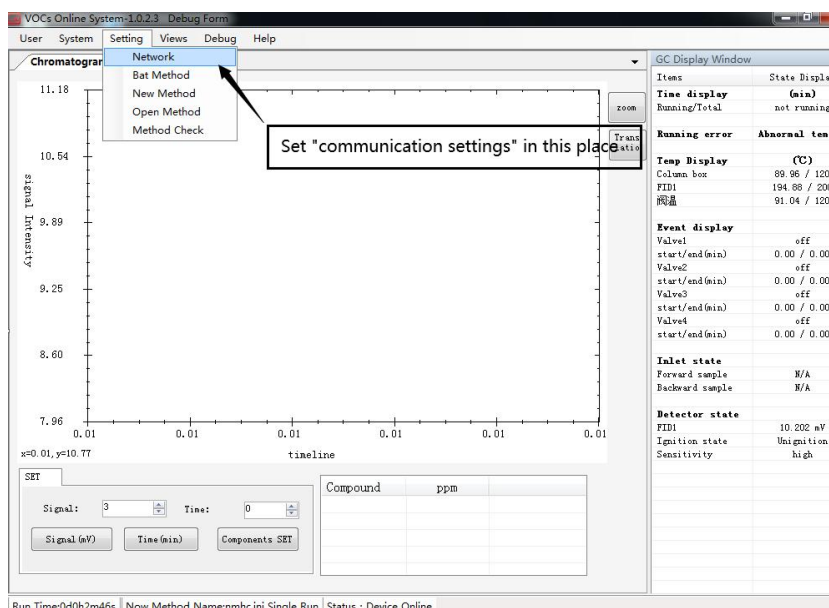 VOCs Online System-1.0.2.3 Debug Form
User System Setting Views Debug Help
Network
Bat Method
New Method
Open Method
Method Check
Set "communication settings" in this place
11.18
10.54
9.89
9.25
8.60
7.96
signal Intensity
0.01 0.01 0.01 0.01 0.01 0.01
x=0.01,y=10.77
timeline
zoom
GC Display Window
Items State
Time display (min)
Running/Total not running
Running error Abnormal
Temp Display (℃)
Column box 89.96 / 120
FID1 194.88 / 200
阀温 91.04 / 120
Event display
Valve1 off
start/end(min) 0.00 / 0.00
Valve2 off
start/end(min) 0.00 / 0.00
Valve3 off
start/end(min) 0.00 / 0.00
Valve4 off
start/end(min) 0.00 / 0.00
Inlet state
Forward sample N/A
Backward sample N/A
Detector state
FID1 10.202 mV
Ignition state Unignition
Sensitivity high
SET
Signal: 3 Time: 0
Signal(mV) Time(min) Components SET
Compound ppm
Run Time:0d0h2m46s Now Method Name:nmhc.ini Single Run Status : Device Online